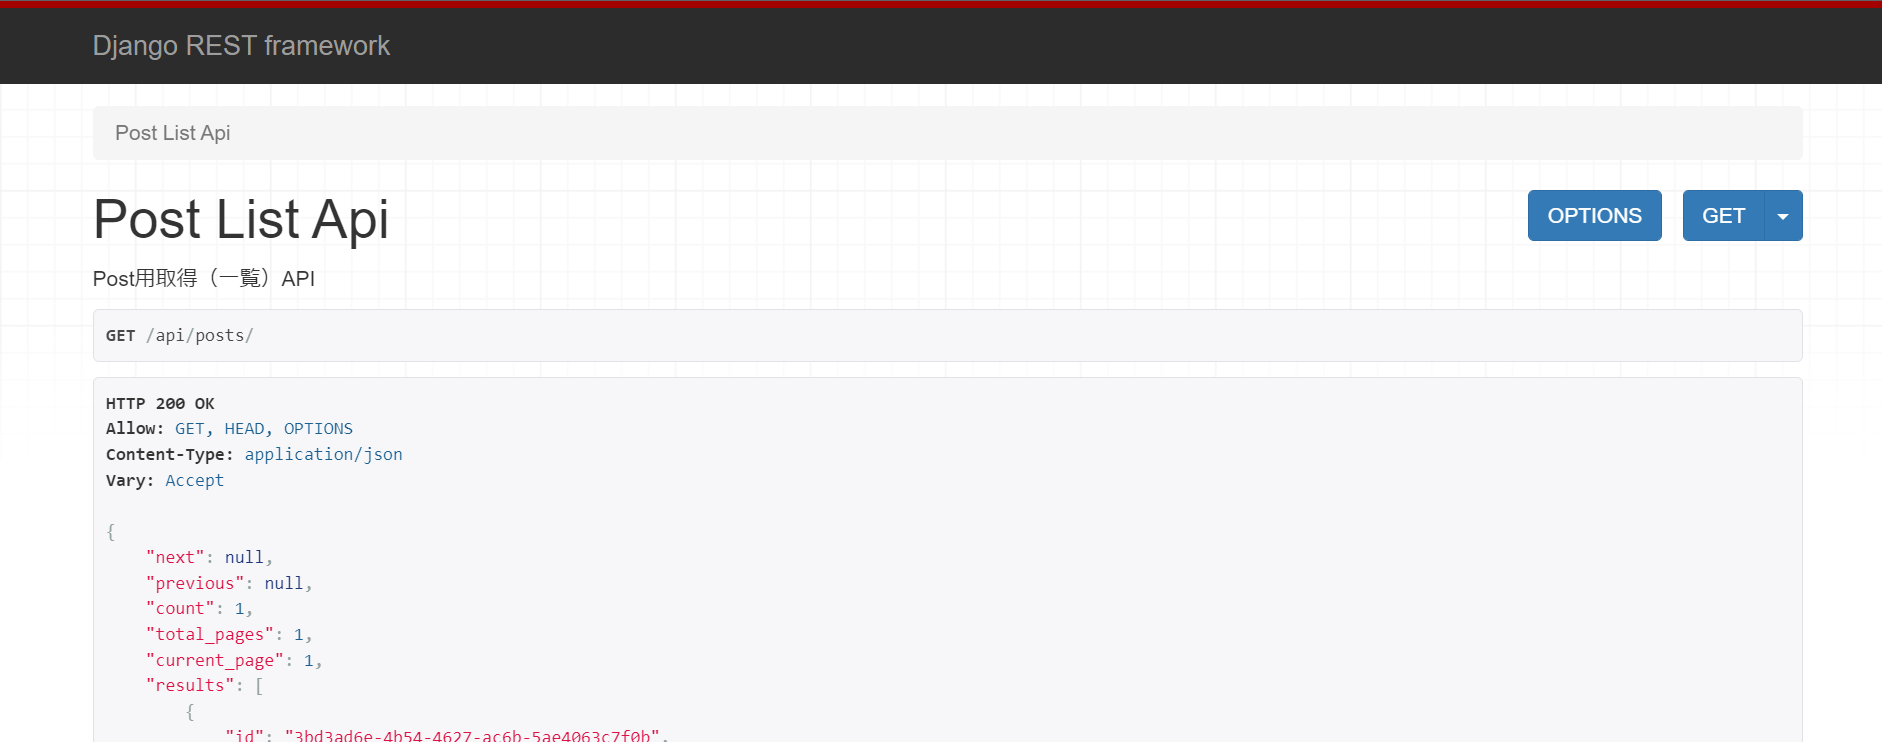 Django REST framework
Post List Api
Post List Api
OPTIONS
GET
Post用取得（一覧）API
GET /api/posts/
HTTP 200 OK
Allow: GET, HEAD, OPTIONS
Content-Type: application/json
Vary: Accept
{
"next": null,
"previous": null,
"count": 1,
"total_pages": 1,
"current_page": 1,
"results": [
{
"id": "3bd3ad6e-4b54-4627-ac6b-5ae4063c7f0b",